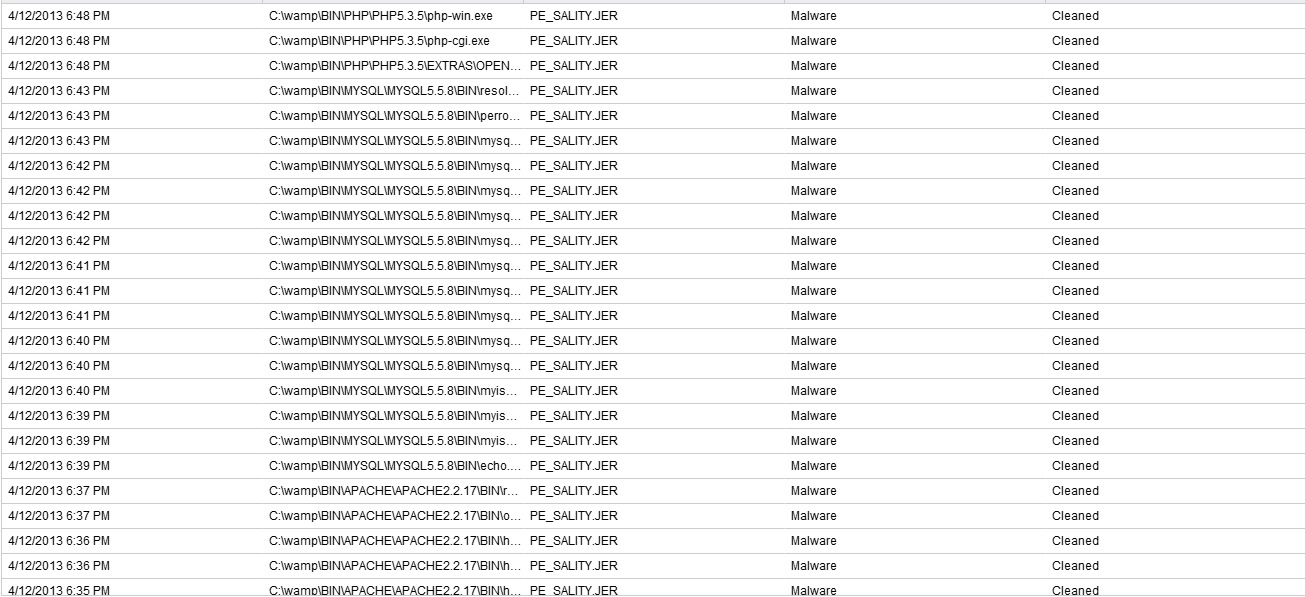 4/12/2013 6:48 PM C:\wamp\BIN\PHP\PHP5.3.5\php-win.exe PE_SALITY.JER Malware Cleaned
4/12/2013 6:48 PM C:\wamp\BIN\PHP\PHP5.3.5\php-cgi.exe PE_SALITY.JER Malware Cleaned
4/12/2013 6:48 PM C:\wamp\BIN\PHP\PHP5.3.5\EXTRAS\OPEN... PE_SALITY.JER Malware Cleaned
4/12/2013 6:43 PM C:\wamp\BIN\MYSQL\MYSQL5.5.8\BIN\resol... PE_SALITY.JER Malware Cleaned
4/12/2013 6:43 PM C:\wamp\BIN\MYSQL\MYSQL5.5.8\BIN\perro... PE_SALITY.JER Malware Cleaned
4/12/2013 6:43 PM C:\wamp\BIN\MYSQL\MYSQL5.5.8\BIN\mysq... PE_SALITY.JER Malware Cleaned
4/12/2013 6:42 PM C:\wamp\BIN\MYSQL\MYSQL5.5.8\BIN\mysq... PE_SALITY.JER Malware Cleaned
4/12/2013 6:42 PM C:\wamp\BIN\MYSQL\MYSQL5.5.8\BIN\mysq... PE_SALITY.JER Malware Cleaned
4/12/2013 6:42 PM C:\wamp\BIN\MYSQL\MYSQL5.5.8\BIN\mysq... PE_SALITY.JER Malware Cleaned
4/12/2013 6:42 PM C:\wamp\BIN\MYSQL\MYSQL5.5.8\BIN\mysq... PE_SALITY.JER Malware Cleaned
4/12/2013 6:41 PM C:\wamp\BIN\MYSQL\MYSQL5.5.8\BIN\mysq... PE_SALITY.JER Malware Cleaned
4/12/2013 6:41 PM C:\wamp\BIN\MYSQL\MYSQL5.5.8\BIN\mysq... PE_SALITY.JER Malware Cleaned
4/12/2013 6:41 PM C:\wamp\BIN\MYSQL\MYSQL5.5.8\BIN\mysq... PE_SALITY.JER Malware Cleaned
4/12/2013 6:40 PM C:\wamp\BIN\MYSQL\MYSQL5.5.8\BIN\mysq... PE_SALITY.JER Malware Cleaned
4/12/2013 6:40 PM C:\wamp\BIN\MYSQL\MYSQL5.5.8\BIN\mysq... PE_SALITY.JER Malware Cleaned
4/12/2013 6:40 PM C:\wamp\BIN\MYSQL\MYSQL5.5.8\BIN\myis... PE_SALITY.JER Malware Cleaned
4/12/2013 6:39 PM C:\wamp\BIN\MYSQL\MYSQL5.5.8\BIN\myis... PE_SALITY.JER Malware Cleaned
4/12/2013 6:39 PM C:\wamp\BIN\MYSQL\MYSQL5.5.8\BIN\myis... PE_SALITY.JER Malware Cleaned
4/12/2013 6:39 PM C:\wamp\BIN\MYSQL\MYSQL5.5.8\BIN\echo.... PE_SALITY.JER Malware Cleaned
4/12/2013 6:37 PM C:\wamp\BIN\APACHE\APACHE2.2.17\BIN\r... PE_SALITY.JER Malware Cleaned
4/12/2013 6:37 PM C:\wamp\BIN\APACHE\APACHE2.2.17\BIN\o... PE_SALITY.JER Malware Cleaned
4/12/2013 6:36 PM C:\wamp\BIN\APACHE\APACHE2.2.17\BIN\h... PE_SALITY.JER Malware Cleaned
4/12/2013 6:36 PM C:\wamp\BIN\APACHE\APACHE2.2.17\BIN\h... PE_SALITY.JER Malware Cleaned
4/12/2013 6:35 PM C:\wamp\BIN\APACHE\APACHE2.2.17\BIN\h... PE_SALITY.JER Malware Cleaned